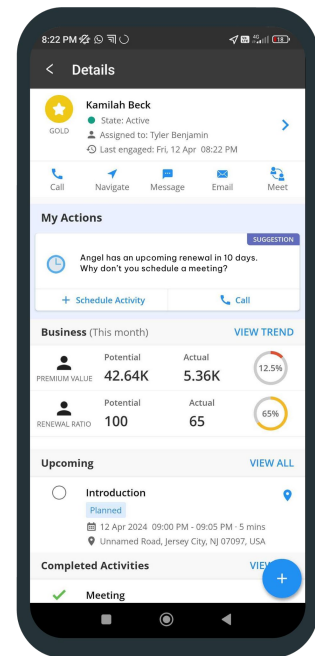 8:22 PM
4G
18
Details
Kamilah Beck
State: Active
GOLD
Assigned to: Tyler Benjamin
Last engaged: Fri, 12 Apr 08:22 PM
Call Navigate Message Email Meet
My Actions
SUGGESTION
Angel has an upcoming renewal in 10 days.
Why don't you schedule a meeting?
+ Schedule Activity Call
Business (This month) VIEW TREND
Potential Actual
PREMIUM VALUE 42.64K 5.36K 12.5%
Potential Actual
RENEWAL RATIO 100 65 65%
Upcoming VIEW ALL
Introduction
Planned
12 Apr 2024 09:00 PM - 09:05 PM · 5 mins
Unnamed Road, Jersey City, NJ 07097, USA
Completed Activities
Meeting